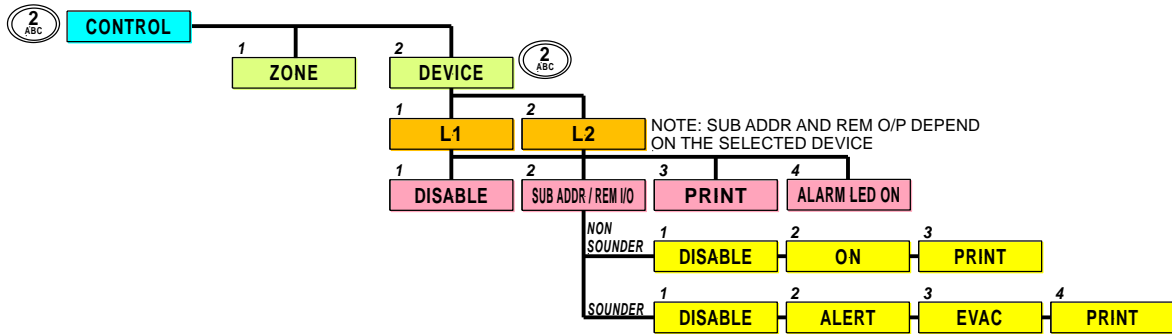 2
ABC
CONTROL
1
ZONE
2
DEVICE
2
ABC
1
L1
2
L2
NOTE: SUB ADDR AND REM O/P DEPEND
ON THE SELECTED DEVICE
1
DISABLE
2
SUB ADDR / REM I/O
3
PRINT
4
ALARM LED ON
NON
SOUNDER
1
DISABLE
2
ON
3
PRINT
SOUNDER
1
DISABLE
2
ALERT
3
EVAC
4
PRINT